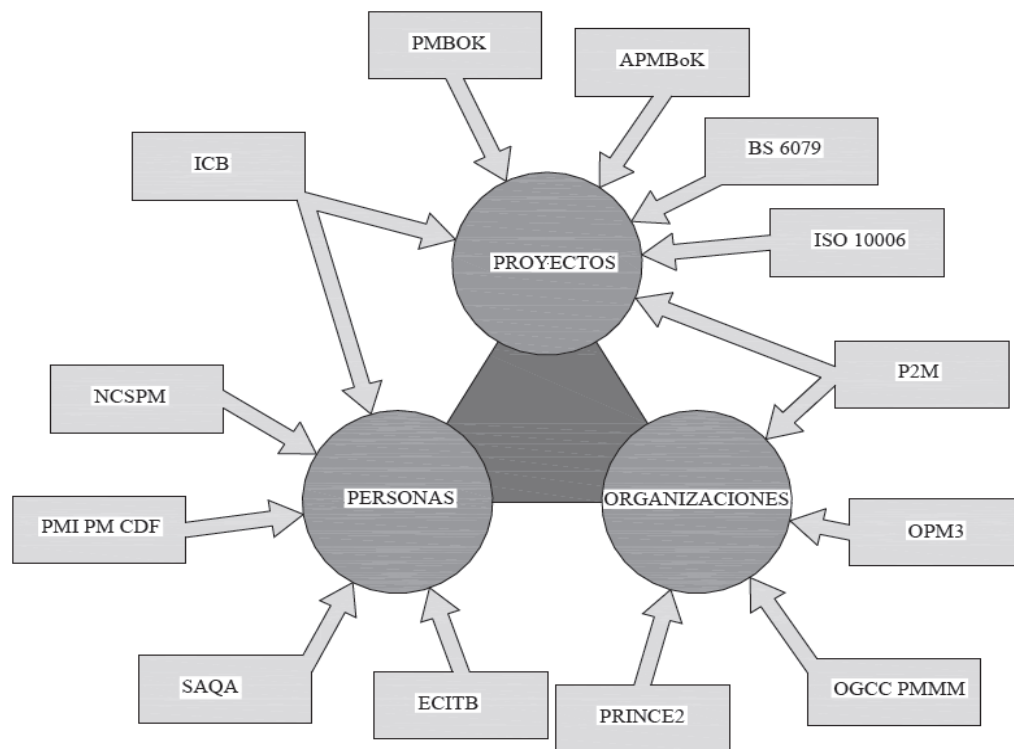 PMBOK
APMBoK
BS 6079
ICB
ISO 10006
PROYECTOS
P2M
NCSPM
PERSONAS
ORGANIZACIONES
PMI PM CDF
OPM3
SAQA
ECITB
PRINCE2
OGCC PMMM